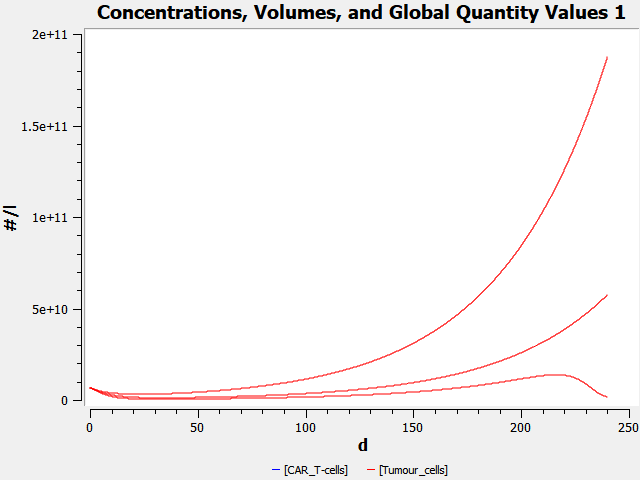 Concentrations, Volumes, and Global Quantity Values 1
2e+11
1.5e+11
1e+11
5e+10
0
#/l
0 50 100 150 200 250
d
[CAR_T-cells] [Tumour_cells]